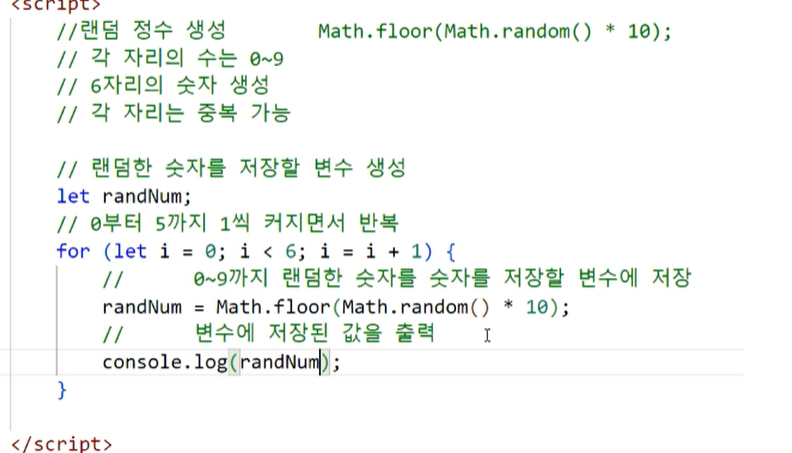 <script>
//랜덤 정수 생성 Math.floor(Math.random() * 10);
// 각 자리의 수는 0~9
// 6자리의 숫자 생성
// 각 자리는 중복 가능
// 랜덤한 숫자를 저장할 변수 생성
let randNum;
// 0부터 5까지 1씩 커지면서 반복
for (let i = 0; i < 6; i = i + 1) {
// 0~9까지 랜덤한 숫자를 숫자를 저장할 변수에 저장
randNum = Math.floor(Math.random() * 10);
// 변수에 저장된 값을 출력
console.log(randNum);
}
</script>